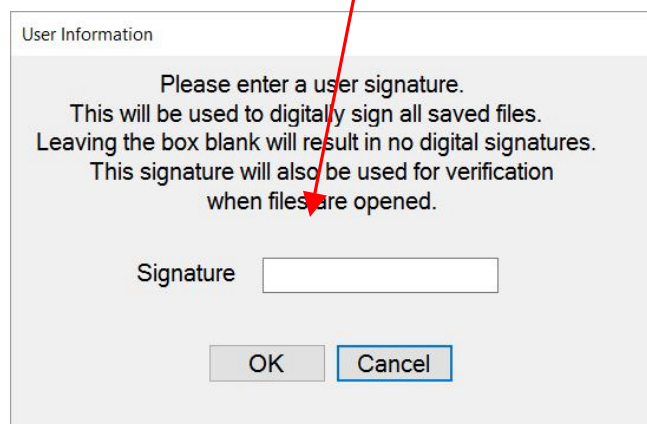 User Information
Please enter a user signature.
This will be used to digitally sign all saved files.
Leaving the box blank will result in no digital signatures.
This signature will also be used for verification
when files are opened.
Signature
OK Cancel